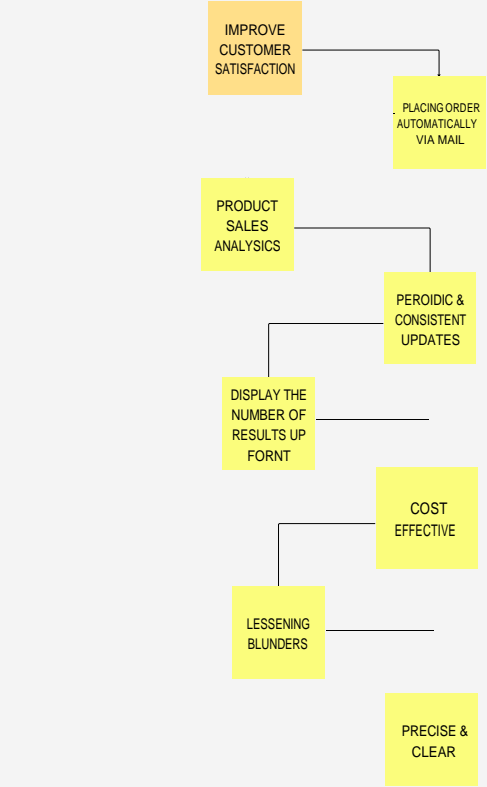 IMPROVE
CUSTOMER
SATISFACTION
PLACING ORDER
AUTOMATICALLY
VIA MAIL
PRODUCT
SALES
ANALYSICS
PEROIDIC &
CONSISTENT
UPDATES
DISPLAY THE
NUMBER OF
RESULTS UP
FORNT
COST
EFFECTIVE
LESSENING
BLUNDERS
PRECISE &
CLEAR